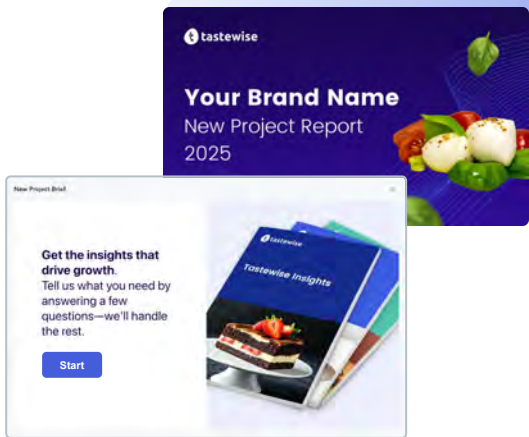 tastewise
Your Brand Name
New Project Report
2025
New Project Brief
Get the insights that
drive growth.
Tell us what you need by
answering a few
questions—we'll handle
the rest.
Start
tastewise
Tastewise Insights